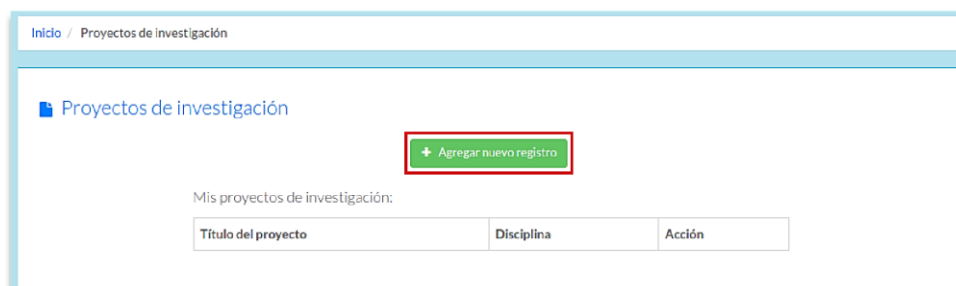 Inicio / Proyectos de investigación
Proyectos de investigación
+ Agregar nuevo registro
Mis proyectos de investigación:
Título del proyecto Disciplina Acción